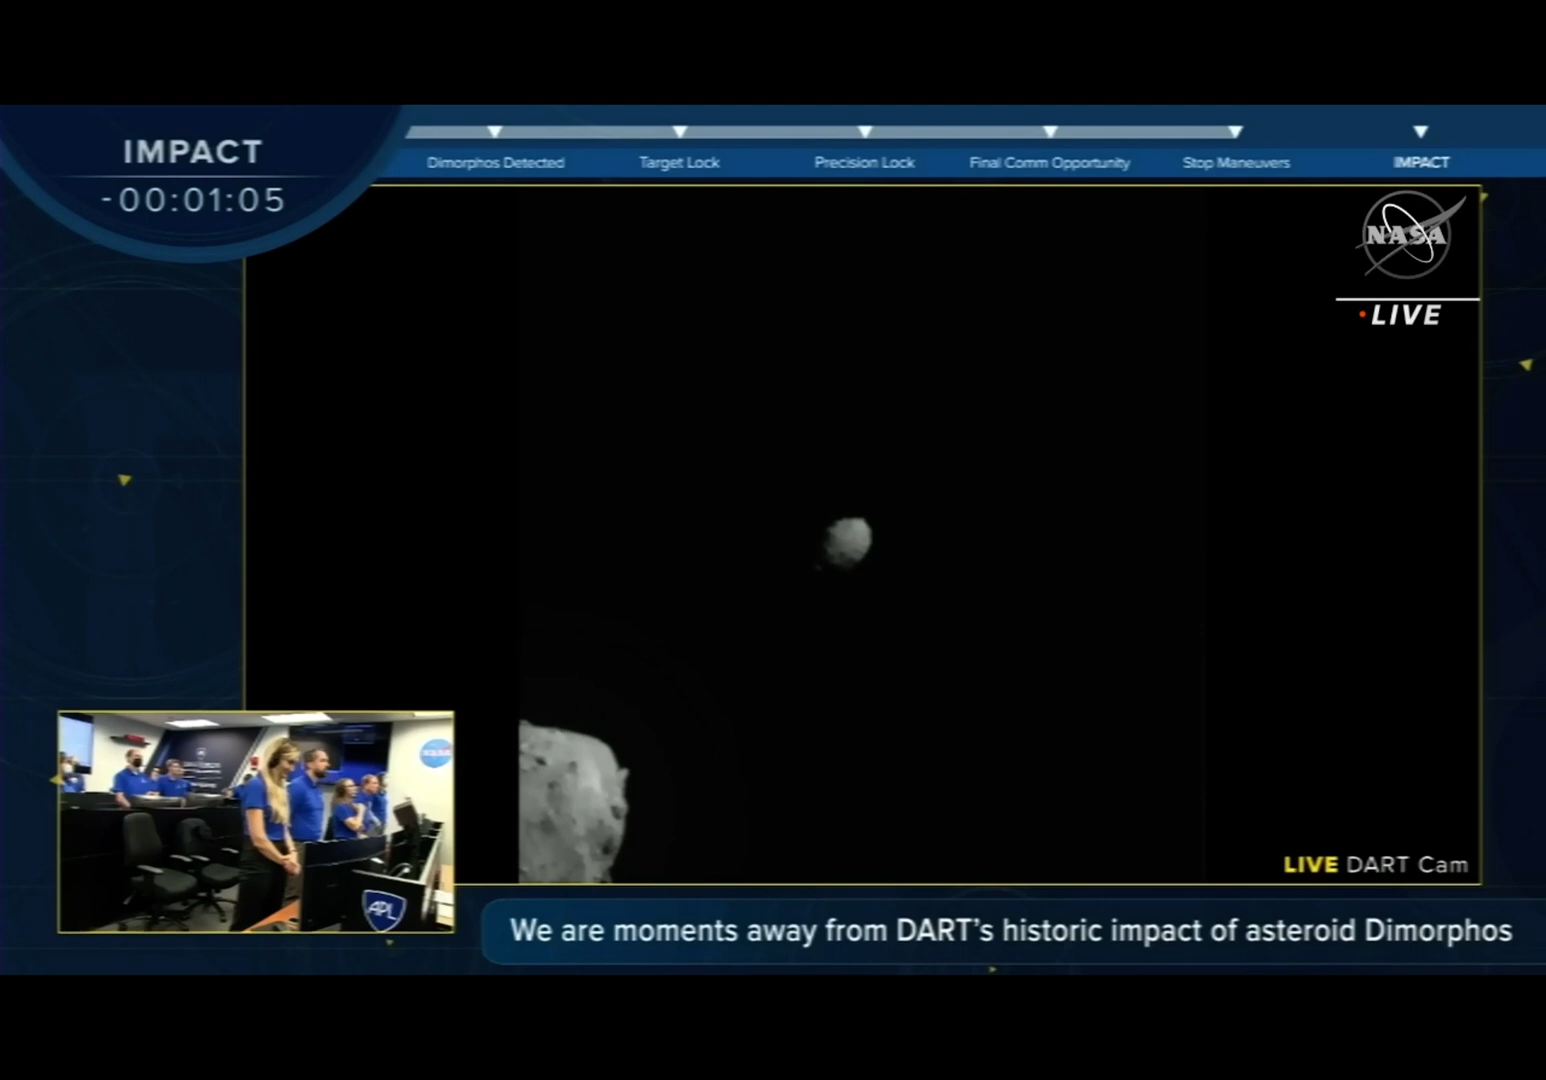 IMPACT
-00:01:05
Dimorphos Detected
Target Lock
Precision Lock
Final Comm Opportunity
Stop Maneuvers
IMPACT
NASA
LIVE
NASA
APL
LIVE DART Cam
We are moments away from DART's historic impact of asteroid Dimorphos